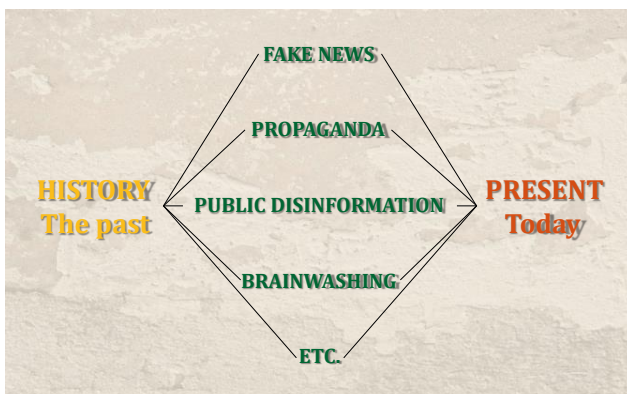 FAKE NEWS
PROPAGANDA
HISTORY
The past
PUBLIC DISINFORMATION
PRESENT
Today
BRAINWASHING
ETC.